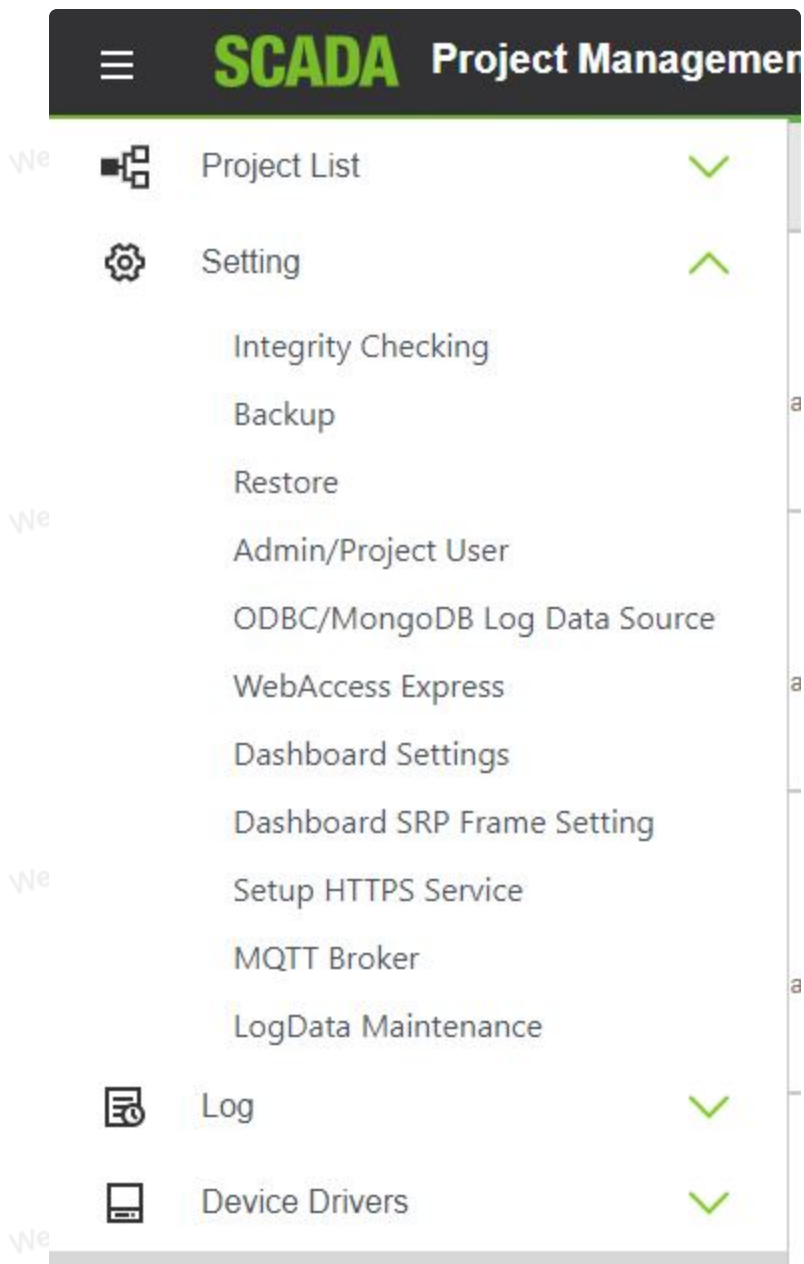 SCADA Project Managemen
Project List
Setting
Integrity Checking
Backup
Restore
Admin/Project User
ODBC/MongoDB Log Data Source
WebAccess Express
Dashboard Settings
Dashboard SRP Frame Setting
Setup HTTPS Service
MQTT Broker
LogData Maintenance
Log
Device Drivers